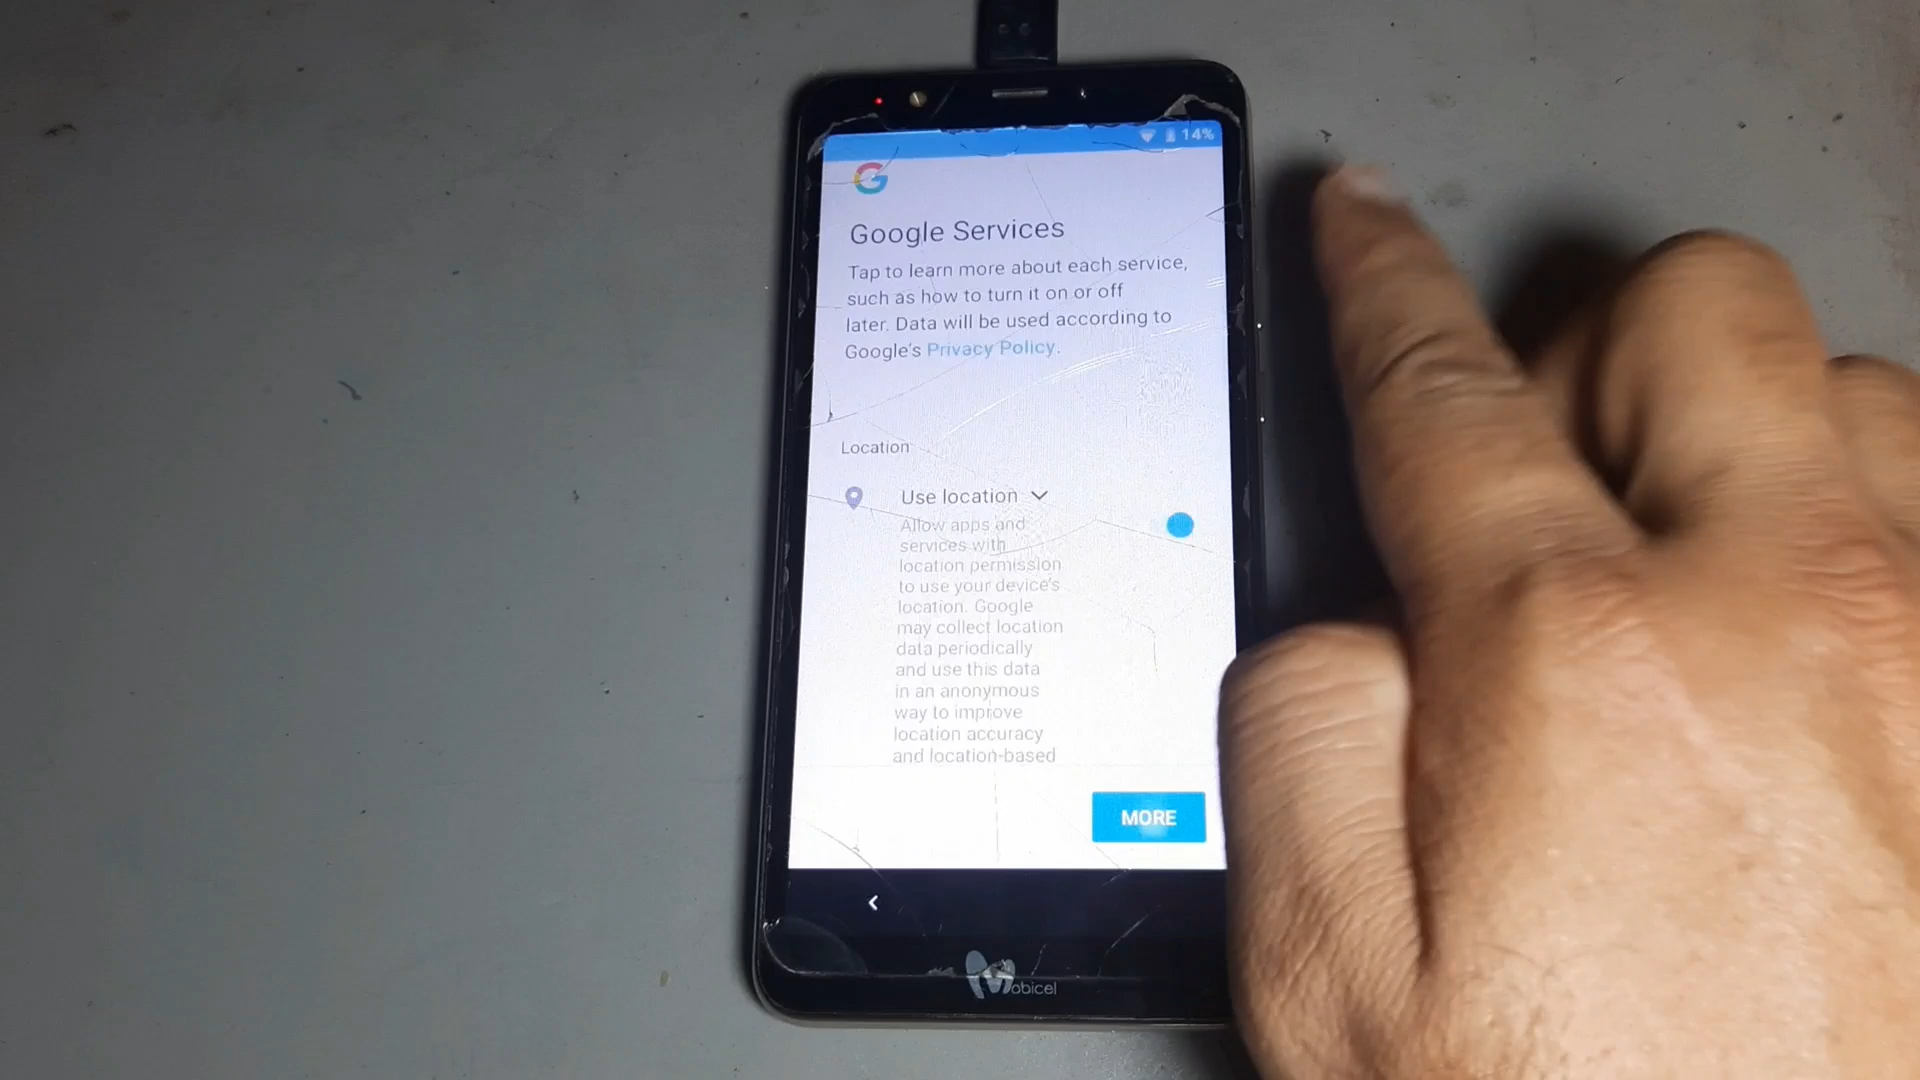 14%
Google Services
Tap to learn more about each service,
such as how to turn it on or off
later. Data will be used according to
Google's Privacy Policy.
Location
Use location
Allow apps and
services with
location permission
to use your device's
location. Google
may collect location
data periodically
and use this data
in an anonymous
way to improve
location accuracy
and location-based
MORE
Mobicel